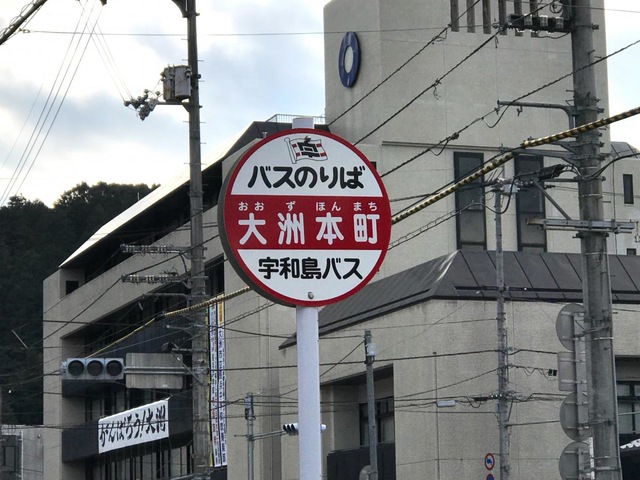 バスのりば
おおずほんまち
大洲本町
宇和島バス
がんばろう!大洲